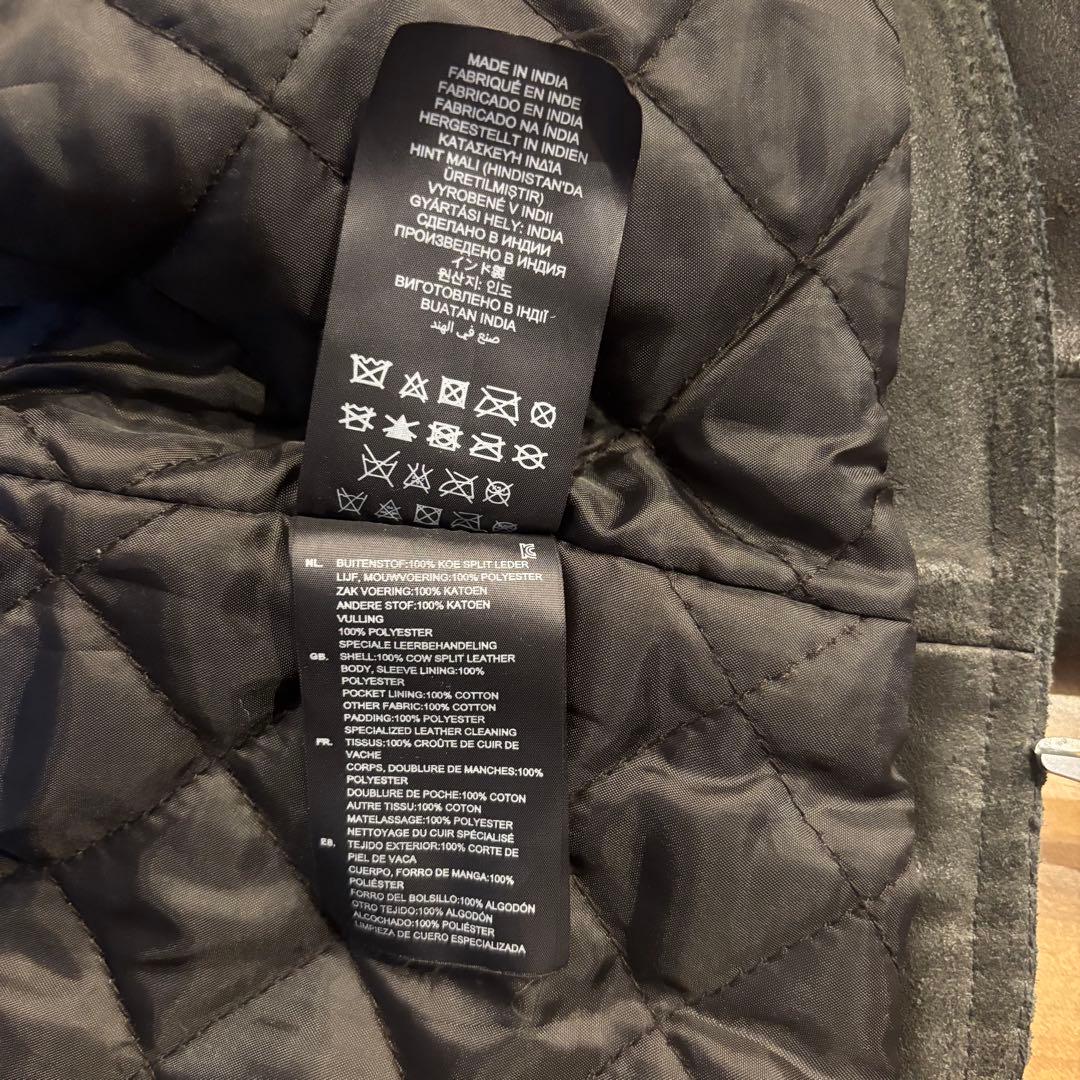 MADE IN INDIA
FABRIQUÉ EN INDE
FABRICADO EN INDIA
FABRICADO NA ÍNDIA
HERGESTELLT IN INDIEN
ΚΑΤΑΣΚΕΥΗ ΙΝΔΙΑ
HINT MALI (HINDISTAN'DA
ÜRETILMIŞTIR)
VYROBENÉ V INDII
GYÁRTÁSI HELY: INDIA
СДЕЛАНО В ИНДИИ
ПРОИЗВЕДЕНО В ИНДИЯ
インド製
원산지: 인도
ВИГОТОВЛЕНО В ІНДІЇ
BUATAN INDIA
صنع في الهند
NL. BUITENSTOF:100% KOE SPLIT LEDER
LIJF, MOUWVOERING:100% POLYESTER
ZAK VOERING:100% KATOEN
ANDERE STOF:100% KATOEN
VULLING
100% POLYESTER
SPECIALE LEERBEHANDELING
GB. SHELL:100% COW SPLIT LEATHER
BODY, SLEEVE LINING:100%
POLYESTER
POCKET LINING:100% COTTON
OTHER FABRIC:100% COTTON
PADDING:100% POLYESTER
SPECIALIZED LEATHER CLEANING
FR. TISSUS:100% CROÛTE DE CUIR DE
VACHE
CORPS, DOUBLURE DE MANCHES:100%
POLYESTER
DOUBLURE DE POCHE:100% COTON
AUTRE TISSU:100% COTON
MATELASSAGE:100% POLYESTER
NETTOYAGE DU CUIR SPÉCIALISÉ
ES. TEJIDO EXTERIOR:100% CORTE DE
PIEL DE VACA
CUERPO, FORRO DE MANGA:100%
POLIÉSTER
FORRO DEL BOLSILLO:100% ALGODÓN
OTRO TEJIDO:100% ALGODÓN
ALCOCHADO:100% POLIÉSTER
LIMPIEZA DE CUERO ESPECIALIZADA